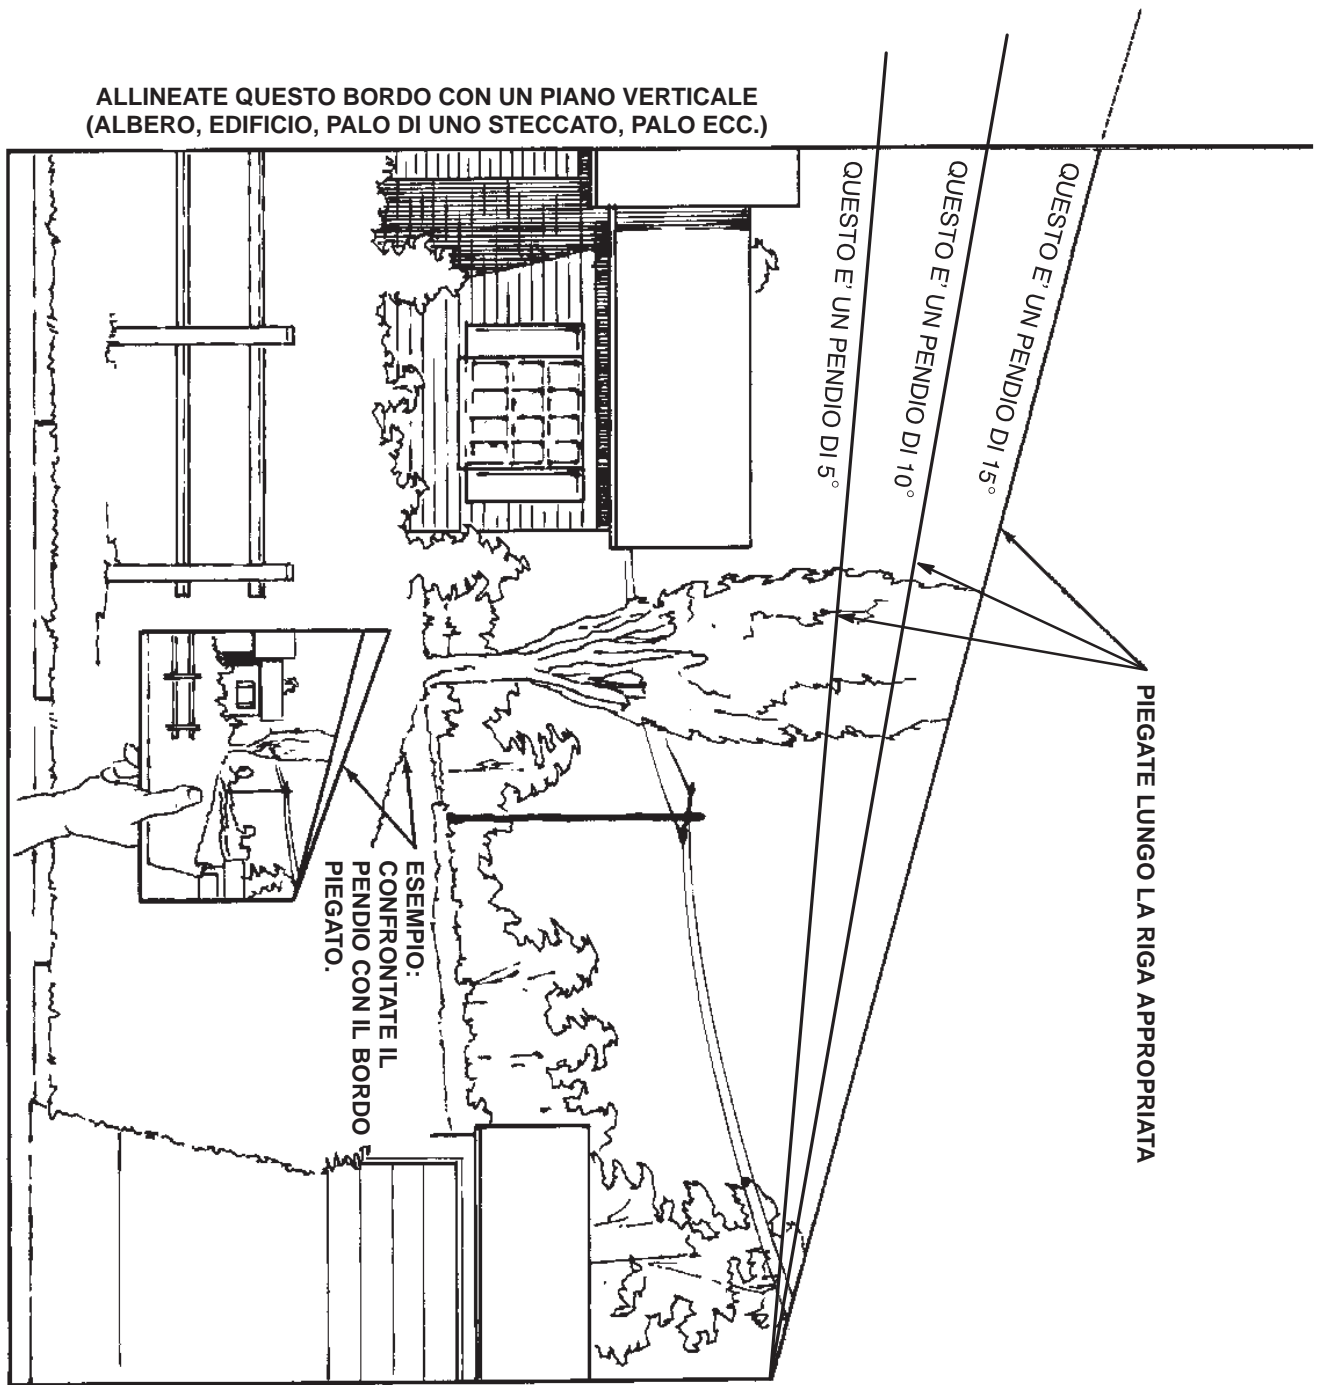 ALLINEATE QUESTO BORDO CON UN PIANO VERTICALE
(ALBERO, EDIFICIO, PALO DI UNO STECCATO, PALO ECC.)
QUESTO E' UN PENDIO DI 5°
QUESTO E' UN PENDIO DI 10°
QUESTO E' UN PENDIO DI 15°
PIEGATE LUNGO LA RIGA APPROPRIATA
ESEMPIO:
CONFRONTATE IL
PENDIO CON IL BORDO
PIEGATO.